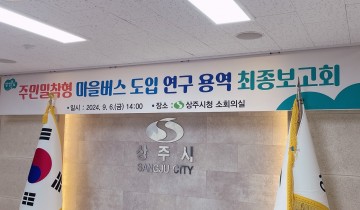 주민밀착형 마을버스 도입 연구 용역 최종보고회
•일시 : 2024. 9. 6.(금) 14:00 •장소 : 상주시청 소회의실
상주시
SANGJU CITY